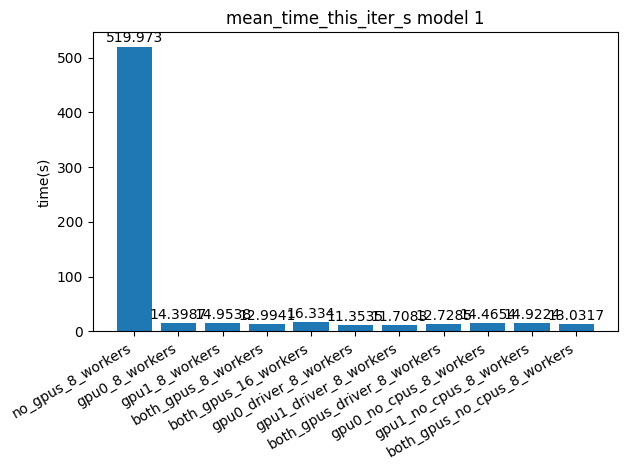 mean_time_this_iter_s model 1
519.973
500
400
time(s)
300
200
100
0
14.3987
14.9538
12.9941
16.334
11.3535
11.7083
12.7285
14.4654
14.9224
13.0317
no_gpus_8_workers
gpu0_8_workers
gpu1_8_workers
both_gpus_8_workers
both_gpus_16_workers
gpu0_driver_8_workers
gpu1_driver_8_workers
both_gpus_driver_8_workers
gpu0_no_cpus_8_workers
gpu1_no_cpus_8_workers
both_gpus_no_cpus_8_workers